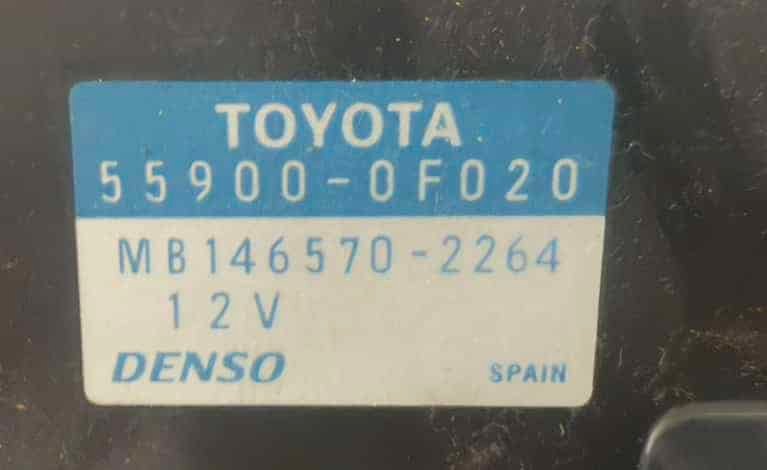 TOYOTA
55900-0F020
MB146570-2264
12V
DENSO
SPAIN